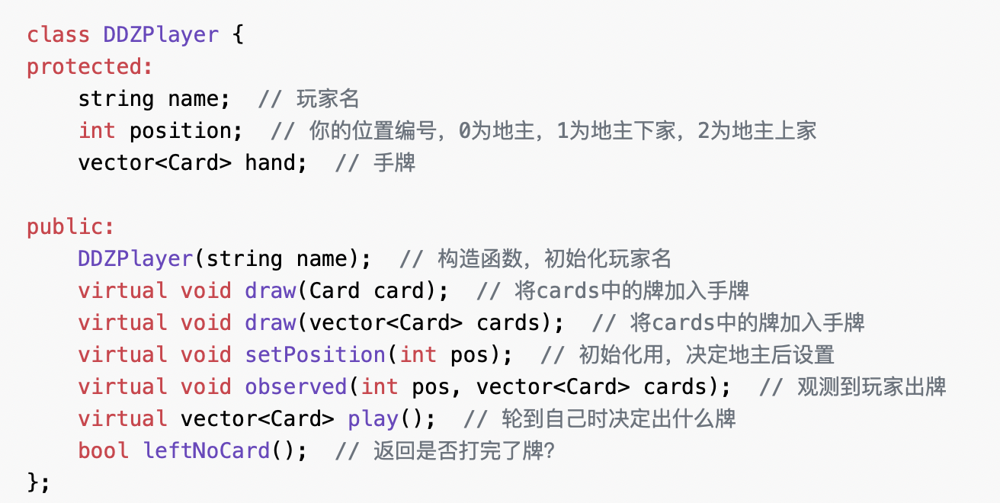 class DDZPlayer {
protected:
    string name;  // 玩家名
    int position;  // 你的位置编号，0为地主，1为地主下家，2为地主上家
    vector<Card> hand;  // 手牌

public:
    DDZPlayer(string name);  // 构造函数，初始化玩家名
    virtual void draw(Card card);  // 将cards中的牌加入手牌
    virtual void draw(vector<Card> cards);  // 将cards中的牌加入手牌
    virtual void setPosition(int pos);  // 初始化用，决定地主后设置
    virtual void observed(int pos, vector<Card> cards);  // 观测到玩家出牌
    virtual vector<Card> play();  // 轮到自己时决定出什么牌
    bool leftNoCard();  // 返回是否打完了牌？
};